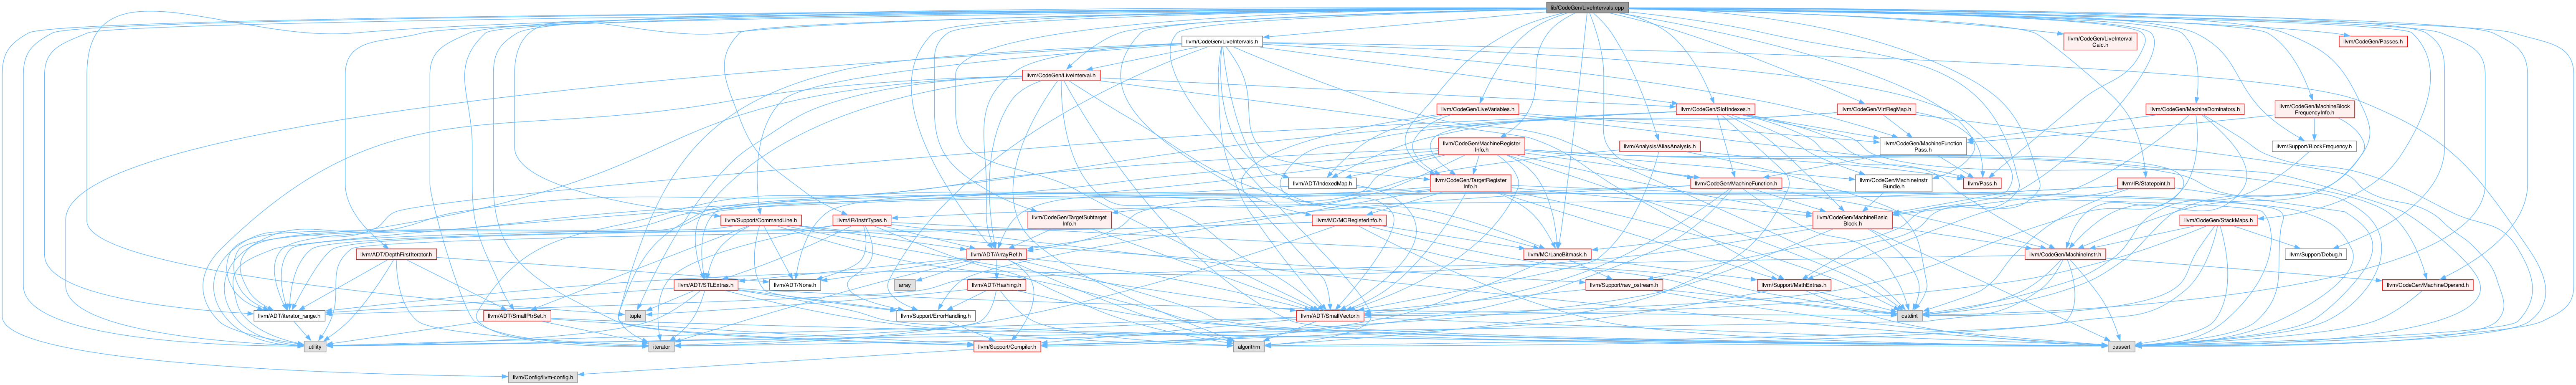 lib/CodeGen/LiveIntervals.cpp
llvm/CodeGen/LiveIntervals.h
llvm/CodeGen/LiveInterval
Calc.h
llvm/CodeGen/Passes.h
llvm/CodeGen/LiveInterval.h
llvm/CodeGen/LiveVariables.h
llvm/CodeGen/SlotIndexes.h
llvm/CodeGen/VirtRegMap.h
llvm/CodeGen/MachineDominators.h
llvm/CodeGen/MachineBlock
FrequencyInfo.h
llvm/CodeGen/MachineRegister
Info.h
llvm/Analysis/AliasAnalysis.h
llvm/CodeGen/MachineFunction
Pass.h
llvm/Support/BlockFrequency.h
llvm/ADT/IndexedMap.h
llvm/CodeGen/TargetRegister
Info.h
llvm/CodeGen/MachineFunction.h
llvm/CodeGen/MachineInstr
Bundle.h
llvm/Pass.h
llvm/IR/Statepoint.h
llvm/Support/CommandLine.h
llvm/IR/InstrTypes.h
llvm/CodeGen/TargetSubtarget
Info.h
llvm/MC/MCRegisterInfo.h
llvm/CodeGen/MachineBasic
Block.h
llvm/CodeGen/StackMaps.h
llvm/ADT/DepthFirstIterator.h
llvm/ADT/ArrayRef.h
llvm/MC/LaneBitmask.h
llvm/CodeGen/MachineInstr.h
llvm/Support/Debug.h
llvm/ADT/STLExtras.h
llvm/ADT/None.h
array
llvm/ADT/Hashing.h
llvm/Support/raw_ostream.h
llvm/Support/MathExtras.h
llvm/CodeGen/MachineOperand.h
llvm/ADT/iterator_range.h
llvm/ADT/SmallPtrSet.h
tuple
llvm/Support/ErrorHandling.h
llvm/ADT/SmallVector.h
cstdint
utility
iterator
llvm/Support/Compiler.h
algorithm
cassert
llvm/Config/llvm-config.h